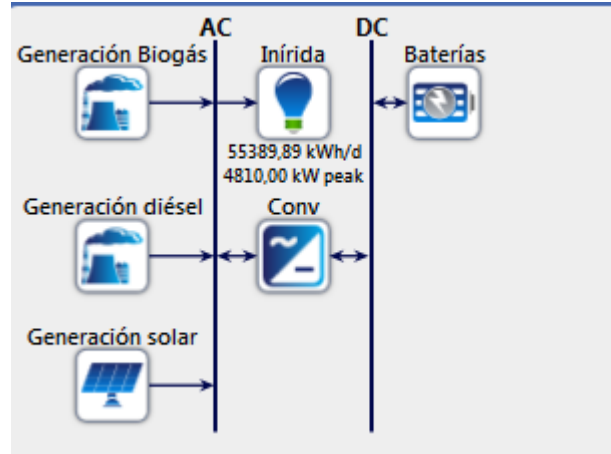 AC
DC
Generación Biogás
Inírida
Baterías
55389,89 kWh/d
4810,00 kW peak
Generación diésel
Conv
Generación solar